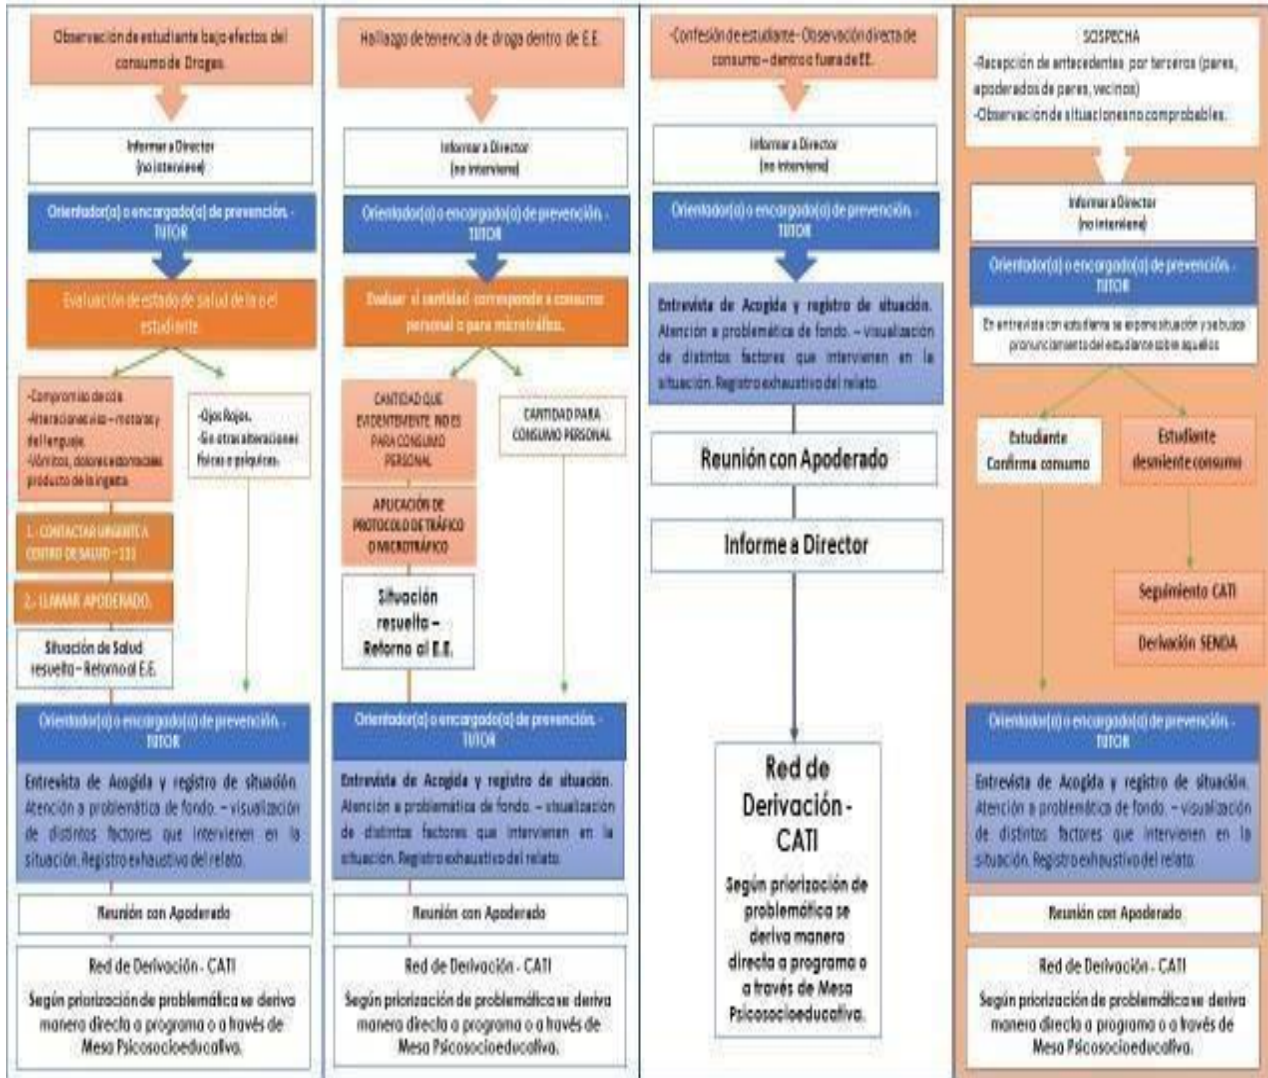 Observación de estudiante bajo efectos del
consumo de Drogas.
Informar a Director
(no interviene)
Orientador(a) o encargado(a) de prevención. -
TUTOR
Evaluación de estado de salud de la o el
estudiante.
-Compromiso de
-Alteraciones viso – motoras y
del lenguaje.
-Vómitos, dolores estomacales
producto de la ingesta
-Ojos Rojos.
-Sin otras alteraciones
físicas o psíquicas.
1.- CONTACTAR URGENTE A
CENTRO DE SALUD – 131
2.- LLAMAR APODERADO.
Situación de Salud
resuelta – Retorno al E.E.
Orientador(a) o encargado(a) de prevención. -
TUTOR
Entrevista de Acogida y registro de situación.
Atención a problemática de fondo. – visualización
de distintos factores que intervienen en la
situación. Registro exhaustivo del relato.
Reunión con Apoderado
Red de Derivación - CATI
Según priorización de problemática se deriva
manera directa a programa o a través de
Mesa Psicosocioeducativa.
Hallazgo de tenencia de droga dentro de E.E.
Informar a Director
(no interviene)
Orientador(a) o encargado(a) de prevención. -
TUTOR
Evaluar si cantidad corresponde a consumo
personal o para microtráfico.
CANTIDAD QUE
EVIDENTEMENTE NO ES
PARA CONSUMO
PERSONAL
CANTIDAD PARA
CONSUMO PERSONAL
APLICACIÓN DE
PROTOCOLO DE TRÁFICO
O MICROTRÁFICO
Situación
resuelta –
Retorno al E.E.
Orientador(a) o encargado(a) de prevención. -
TUTOR
Entrevista de Acogida y registro de situación.
Atención a problemática de fondo. – visualización
de distintos factores que intervienen en la
situación. Registro exhaustivo del relato.
Reunión con Apoderado
Red de Derivación - CATI
Según priorización de problemática se deriva
manera directa a programa o a través de
Mesa Psicosocioeducativa.
-Confesión de estudiante - Observación directa de
consumo – dentro o fuera de EE.
Informar a Director
(no interviene)
Orientador(a) o encargado(a) de prevención. -
TUTOR
Entrevista de Acogida y registro de situación.
Atención a problemática de fondo. – visualización
de distintos factores que intervienen en la
situación. Registro exhaustivo del relato.
Reunión con Apoderado
Informe a Director
Red de
Derivación -
CATI
Según priorización de
problemática se
deriva manera
directa a programa o
a través de Mesa
Psicosocioeducativa.
SOSPECHA
-Recepción de antecedentes por terceros (pares,
apoderados de pares, vecinos)
-Observación de situaciones no comprobables.
Informar a Director
(no interviene)
Orientador(a) o encargado(a) de prevención. -
TUTOR
En entrevista con estudiante se expone situación y se busca
pronunciamiento del estudiante sobre aquellos
Estudiante
Confirma consumo
Estudiante
desmiente consumo
Seguimiento CATI
Derivación SENDA
Orientador(a) o encargado(a) de prevención. -
TUTOR
Entrevista de Acogida y registro de situación.
Atención a problemática de fondo. – visualización
de distintos factores que intervienen en la
situación. Registro exhaustivo del relato.
Reunión con Apoderado
Red de Derivación - CATI
Según priorización de problemática se deriva
manera directa a programa o a través de
Mesa Psicosocioeducativa.